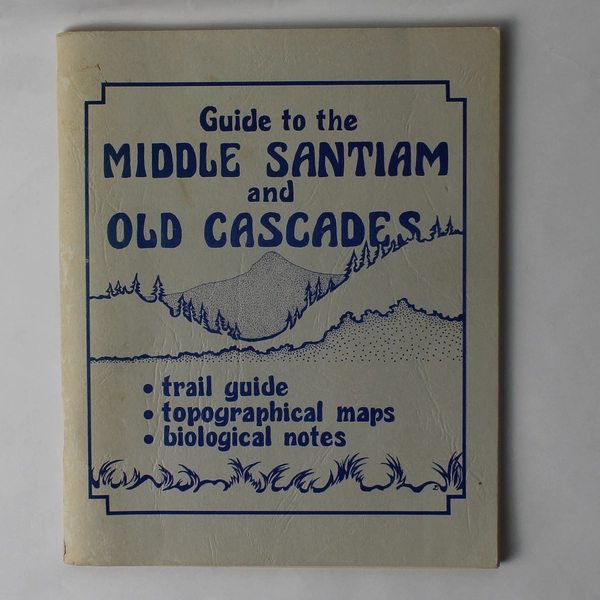 Guide to the
MIDDLE SANTIAM
and
OLD CASCADES
• trail guide
• topographical maps
• biological notes